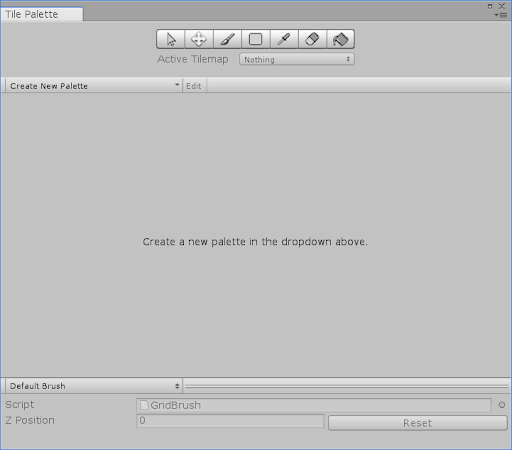 Tile Palette
Active Tilemap Nothing
Create New Palette Edit
Create a new palette in the dropdown above.
Default Brush
Script GridBrush
Z Position 0 Reset